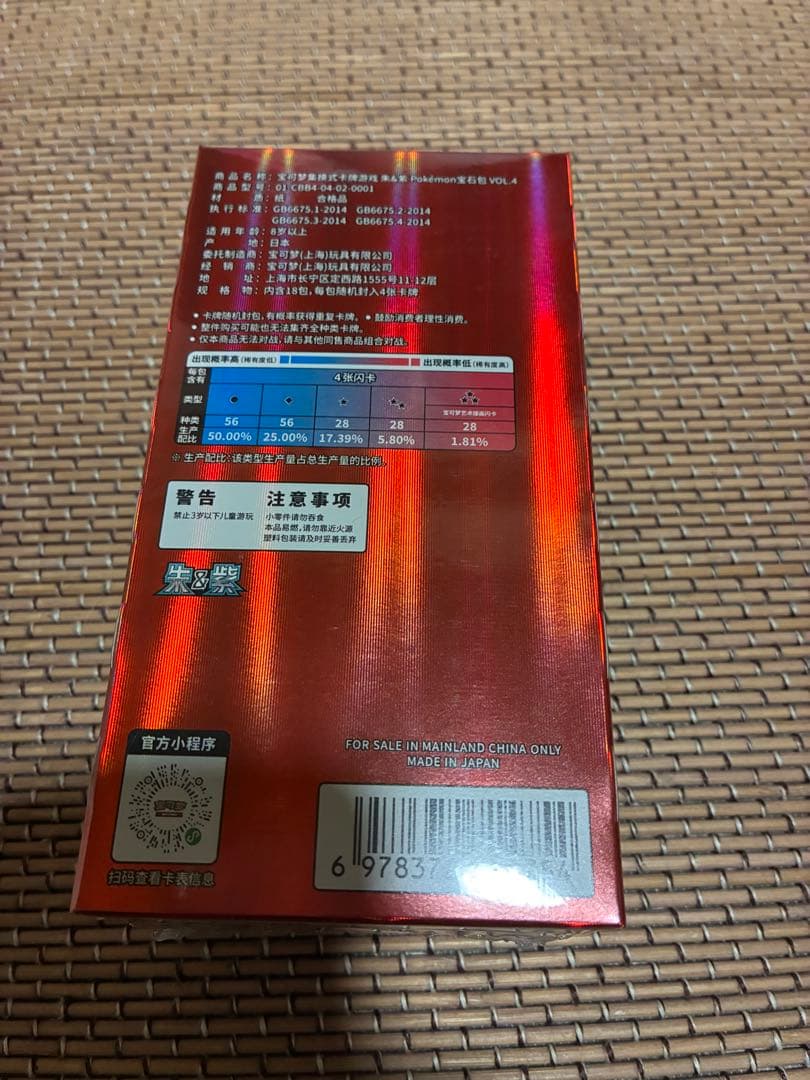 商品名称：宝可梦集换式卡牌游戏 朱&紫 Pokémon宝石包 VOL.4
商品型号：01 CBB4-04-02-0001
材 质：纸 合格品
执行标准：GB6675.1-2014 GB6675.2-2014
GB6675.3-2014 GB6675.4-2014
适用年龄：8岁以上
产 地：日本
委托制造商：宝可梦(上海)玩具有限公司
经 销 商：宝可梦(上海)玩具有限公司
地 址：上海市长宁区定西路1555号11-12层
规 格 物：内含18包，每包随机封入4张卡牌
• 卡牌随机封包，有概率获得重复卡牌。 • 鼓励消费者理性消费。
• 整件购买可能也无法集齐全种类卡牌。
• 仅本商品无法对战，请与其他同售商品组合对战。
出现概率高(稀有度低) 出现概率低(稀有度高)
每包含有 4张闪卡
类型 ● ◆ ★ ★★ ★★★
宝可梦艺术插画闪卡
种类 56 56 28 28 28
生产配比 50.00% 25.00% 17.39% 5.80% 1.81%
※ 生产配比：该类型生产量占总生产量的比例。
警告 注意事项
禁止3岁以下儿童游玩 小零件请勿吞食
本品易燃，请勿靠近火源
塑料包装请及时妥善丢弃
朱&紫
官方小程序
宝可梦
扫码查看卡表信息
FOR SALE IN MAINLAND CHINA ONLY
MADE IN JAPAN
6 97837